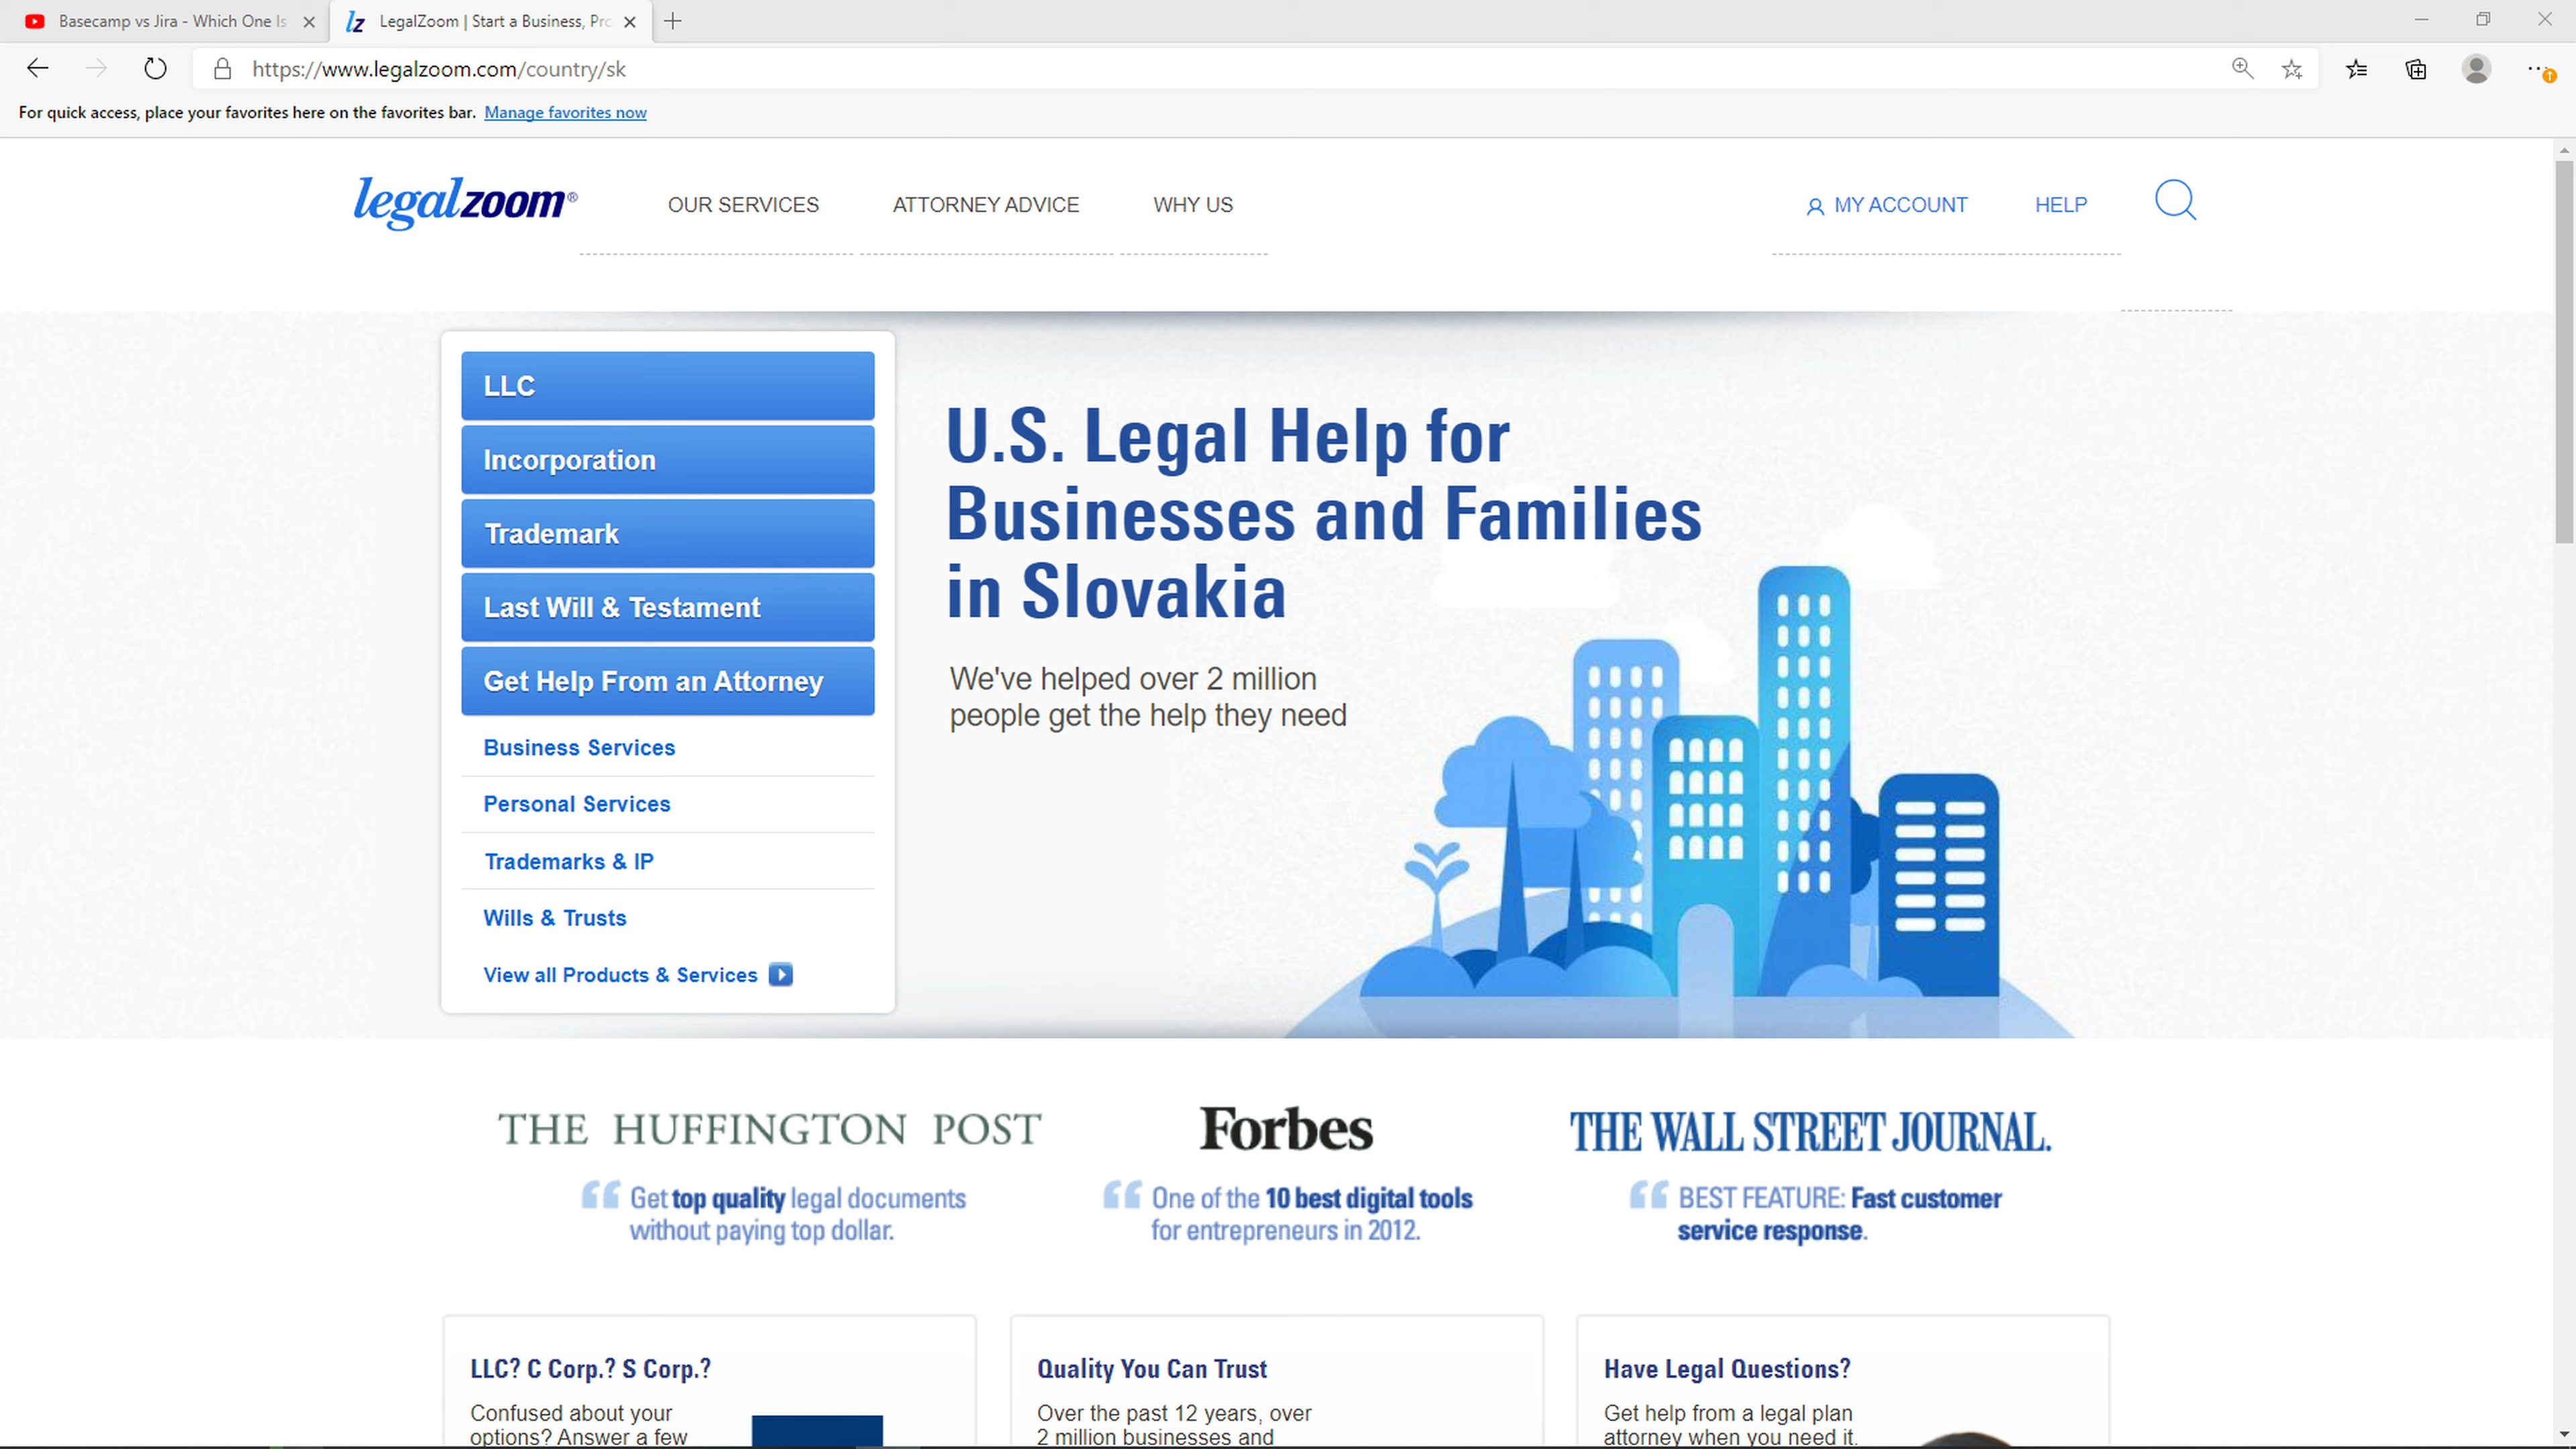 Basecamp vs Jira - Which One Is
LegalZoom | Start a Business, Pro
https://www.legalzoom.com/country/sk
For quick access, place your favorites here on the favorites bar. Manage favorites now
legalzoom®
OUR SERVICES
ATTORNEY ADVICE
WHY US
MY ACCOUNT
HELP
LLC
Incorporation
Trademark
Last Will & Testament
Get Help From an Attorney
Business Services
Personal Services
Trademarks & IP
Wills & Trusts
View all Products & Services
U.S. Legal Help for
Businesses and Families
in Slovakia
We've helped over 2 million
people get the help they need
THE HUFFINGTON POST
“ Get top quality legal documents
without paying top dollar.
Forbes
“ One of the 10 best digital tools
for entrepreneurs in 2012.
THE WALL STREET JOURNAL.
“ BEST FEATURE: Fast customer
service response.
LLC? C Corp.? S Corp.?
Confused about your
options? Answer a few
Quality You Can Trust
Over the past 12 years, over
2 million businesses and
Have Legal Questions?
Get help from a legal plan
attorney when you need it.